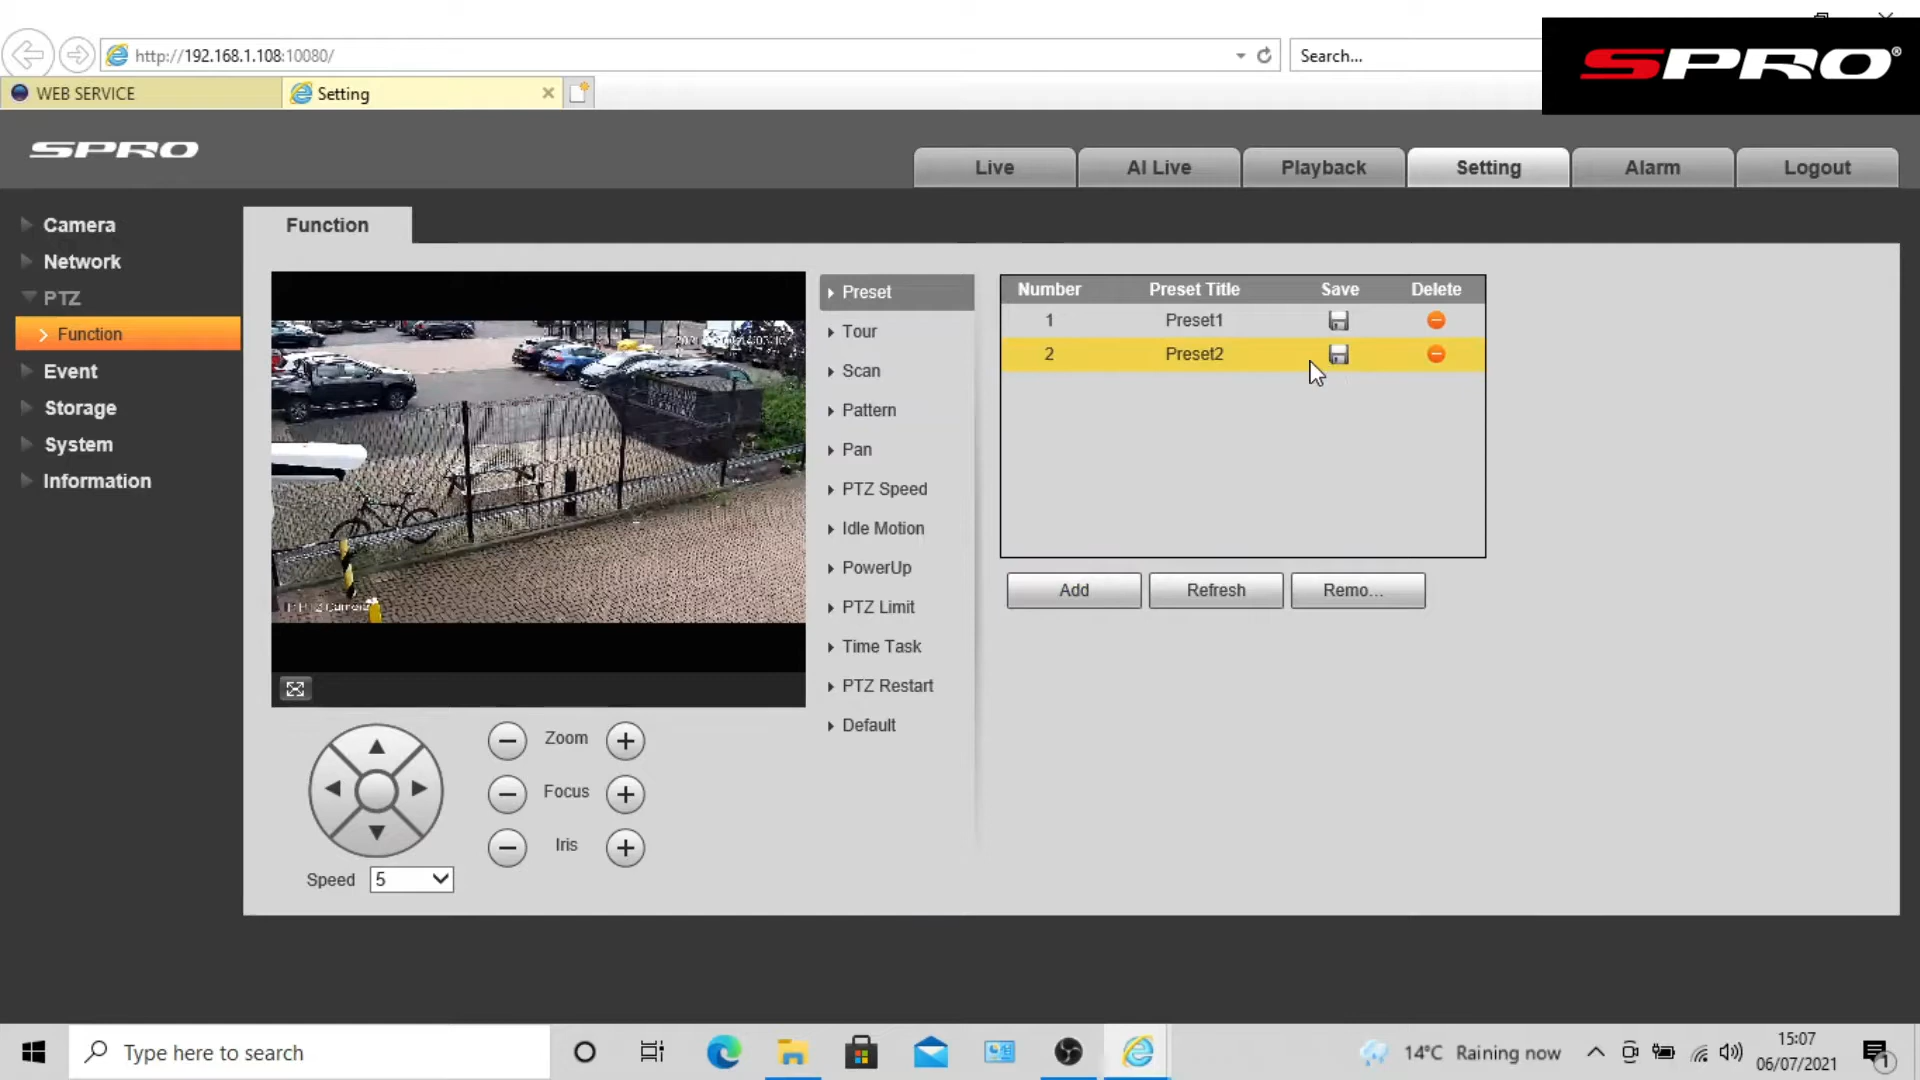 http://192.168.1.108:10080/
Search...
SPRO®
WEB SERVICE
Setting
SPRO
Live
AI Live
Playback
Setting
Alarm
Logout
Camera
Network
PTZ
Function
Event
Storage
System
Information
Function
PTZ Camera
Preset
Tour
Scan
Pattern
Pan
PTZ Speed
Idle Motion
PowerUp
PTZ Limit
Time Task
PTZ Restart
Default
Number Preset Title Save Delete
1 Preset1
2 Preset2
Add Refresh Remo...
Zoom
Focus
Iris
Speed 5
Type here to search
14°C Raining now
15:07
06/07/2021
1